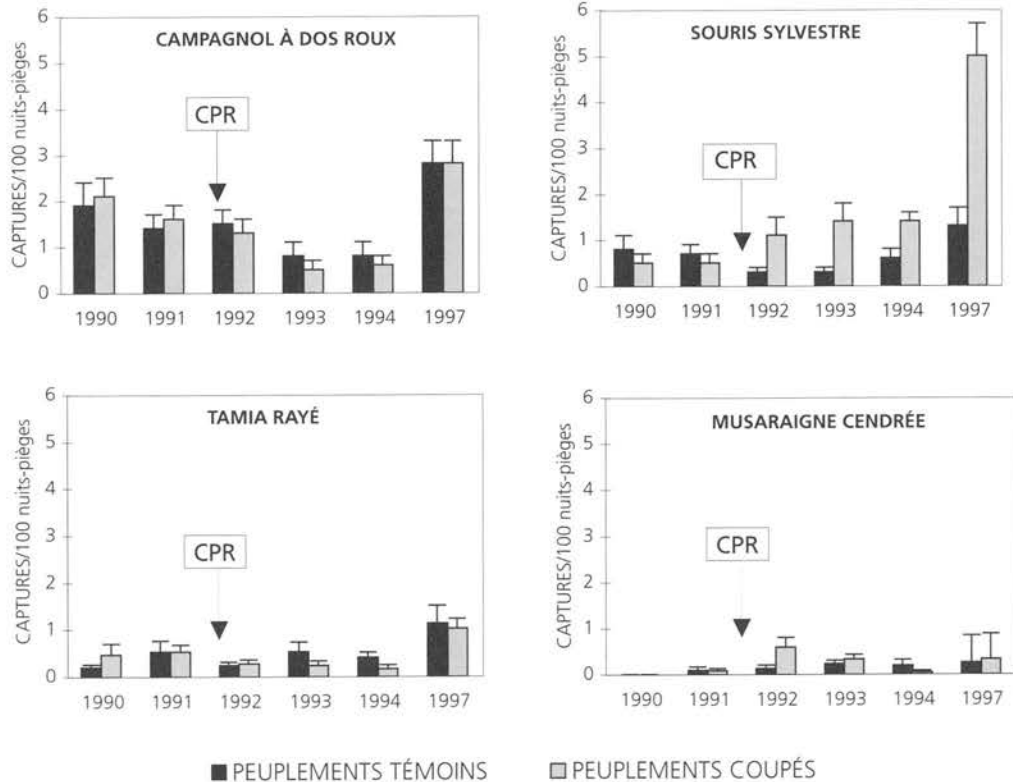 CAMPAGNOL À DOS ROUX
CAPTURES/100 nuits-pièges
6
5
4
3
2
1
0
CPR
1990 1991 1992 1993 1994 1997
SOURIS SYLVESTRE
CAPTURES/100 nuits-pièges
6
5
4
3
2
1
0
CPR
1990 1991 1992 1993 1994 1997
TAMIA RAYÉ
CAPTURES/100 nuits-pièges
6
5
4
3
2
1
0
CPR
1990 1991 1992 1993 1994 1997
MUSARAIGNE CENDRÉE
CAPTURES/100 nuits-pièges
6
5
4
3
2
1
0
CPR
1990 1991 1992 1993 1994 1997
PEUPLEMENTS TÉMOINS PEUPLEMENTS COUPÉS